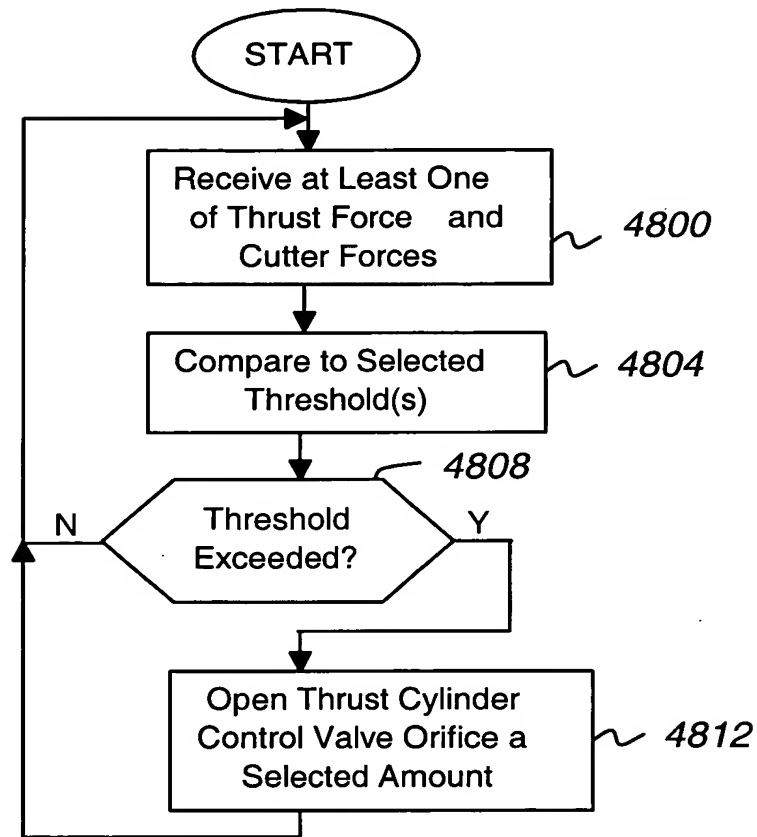 START
Receive at Least One
of Thrust Force and
Cutter Forces
4800
Compare to Selected
Threshold(s)
4804
4808
N
Threshold
Exceeded?
Y
Open Thrust Cylinder
Control Valve Orifice a
Selected Amount
4812